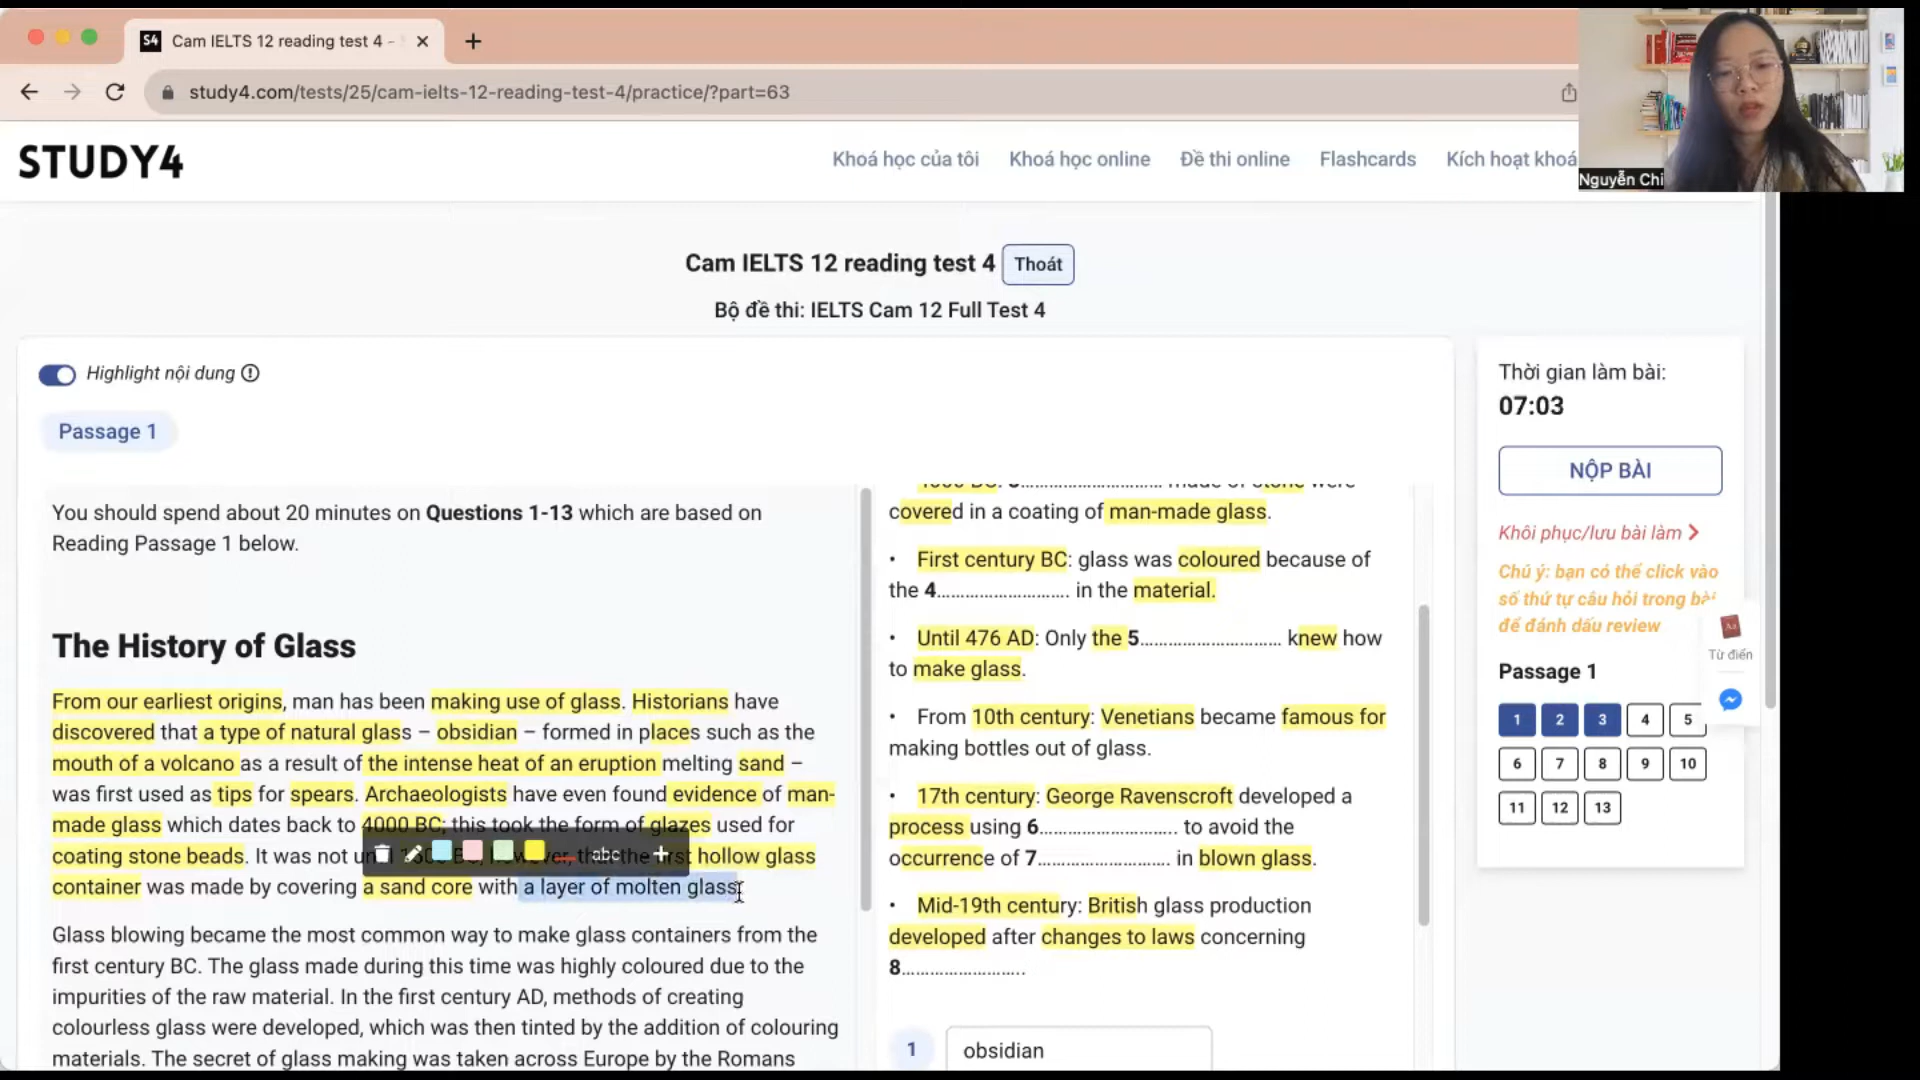 S4 Cam IELTS 12 reading test 4 -
study4.com/tests/25/cam-ielts-12-reading-test-4/practice/?part=63
Nguyễn Chi
STUDY4
Khoá học của tôi
Khoá học online
Đề thi online
Flashcards
Kích hoạt khoá
Cam IELTS 12 reading test 4
Thoát
Bộ đề thi: IELTS Cam 12 Full Test 4
Highlight nội dung
Passage 1
You should spend about 20 minutes on Questions 1-13 which are based on
Reading Passage 1 below.
The History of Glass
From our earliest origins, man has been making use of glass. Historians have
discovered that a type of natural glass – obsidian – formed in places such as the
mouth of a volcano as a result of the intense heat of an eruption melting sand –
was first used as tips for spears. Archaeologists have even found evidence of man-
made glass which dates back to 4000 BC; this took the form of glazes used for
coating stone beads. It was not first hollow glass
abc
container was made by covering a sand core with a layer of molten glass.
Glass blowing became the most common way to make glass containers from the
first century BC. The glass made during this time was highly coloured due to the
impurities of the raw material. In the first century AD, methods of creating
colourless glass were developed, which was then tinted by the addition of colouring
materials. The secret of glass making was taken across Europe by the Romans
made of stone were
covered in a coating of man-made glass.
• First century BC: glass was coloured because of
the 4........................... in the material.
• Until 476 AD: Only the 5............................. knew how
to make glass.
• From 10th century: Venetians became famous for
making bottles out of glass.
• 17th century: George Ravenscroft developed a
process using 6............................ to avoid the
occurrence of 7........................... in blown glass.
• Mid-19th century: British glass production
developed after changes to laws concerning
8.........................
1 obsidian
Thời gian làm bài:
07:03
NỘP BÀI
Khôi phục/lưu bài làm
Chú ý: bạn có thể click vào
số thứ tự câu hỏi trong bài
để đánh dấu review
Từ điển
Passage 1
1 2 3 4 5
6 7 8 9 10
11 12 13